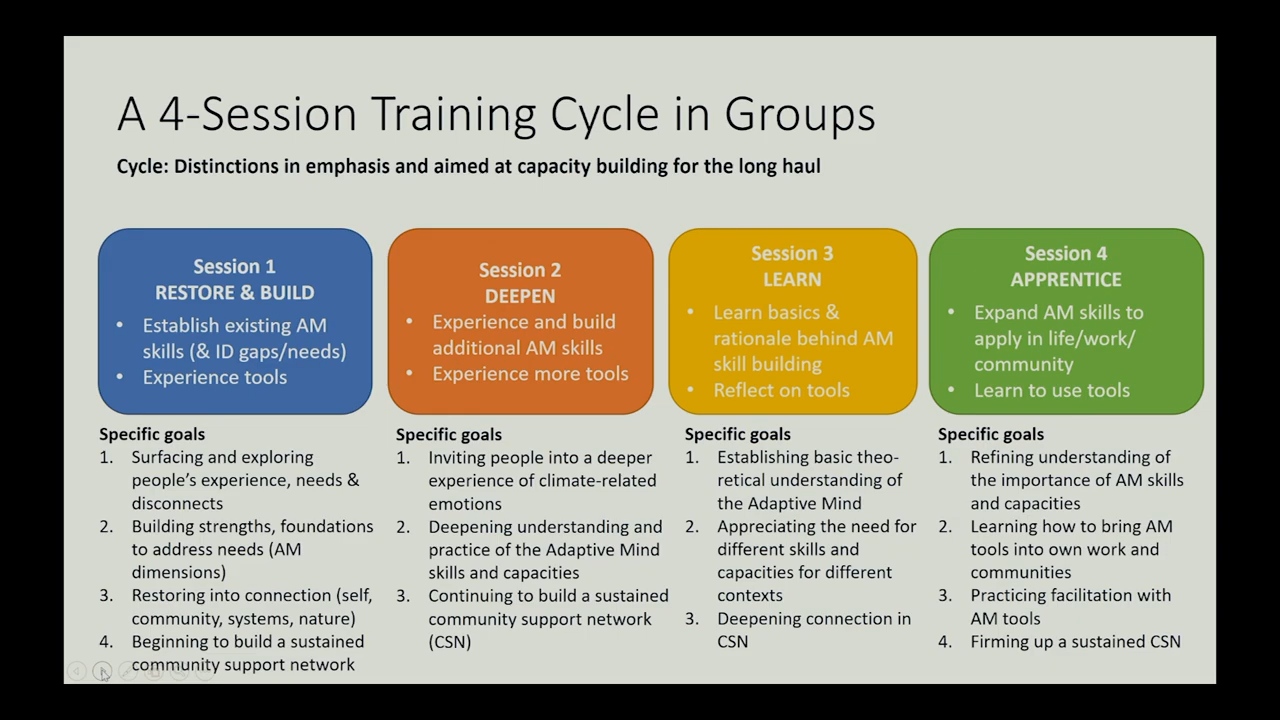 A 4-Session Training Cycle in Groups
Cycle: Distinctions in emphasis and aimed at capacity building for the long haul
Session 1
RESTORE & BUILD
• Establish existing AM
skills (& ID gaps/needs)
• Experience tools
Specific goals
1. Surfacing and exploring
people's experience, needs &
disconnects
2. Building strengths, foundations
to address needs (AM
dimensions)
3. Restoring into connection (self,
community, systems, nature)
4. Beginning to build a sustained
community support network
Session 2
DEEPEN
• Experience and build
additional AM skills
• Experience more tools
Specific goals
1. Inviting people into a deeper
experience of climate-related
emotions
2. Deepening understanding and
practice of the Adaptive Mind
skills and capacities
3. Continuing to build a sustained
community support network
(CSN)
Session 3
LEARN
• Learn basics &
rationale behind AM
skill building
• Reflect on tools
Specific goals
1. Establishing basic theo-
retical understanding of
the Adaptive Mind
2. Appreciating the need for
different skills and
capacities for different
contexts
3. Deepening connection in
CSN
Session 4
APPRENTICE
• Expand AM skills to
apply in life/work/
community
• Learn to use tools
Specific goals
1. Refining understanding of
the importance of AM skills
and capacities
2. Learning how to bring AM
tools into own work and
communities
3. Practicing facilitation with
AM tools
4. Firming up a sustained CSN